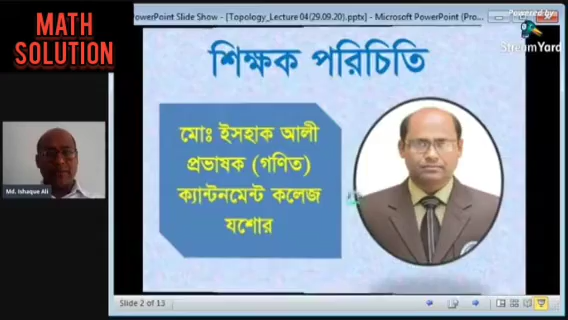 MATH
SOLUTION
PowerPoint Slide Show - [Topology_Lecture 04(29.09.20).pptx] - Microsoft PowerPoint (Pro...
Powered by
StreamYard
শিক্ষক পরিচিতি
মোঃ ইসহাক আলী
প্রভাষক (গণিত)
ক্যান্টনমেন্ট কলেজ
যশোর
Md. Ishaque Ali
Slide 2 of 13